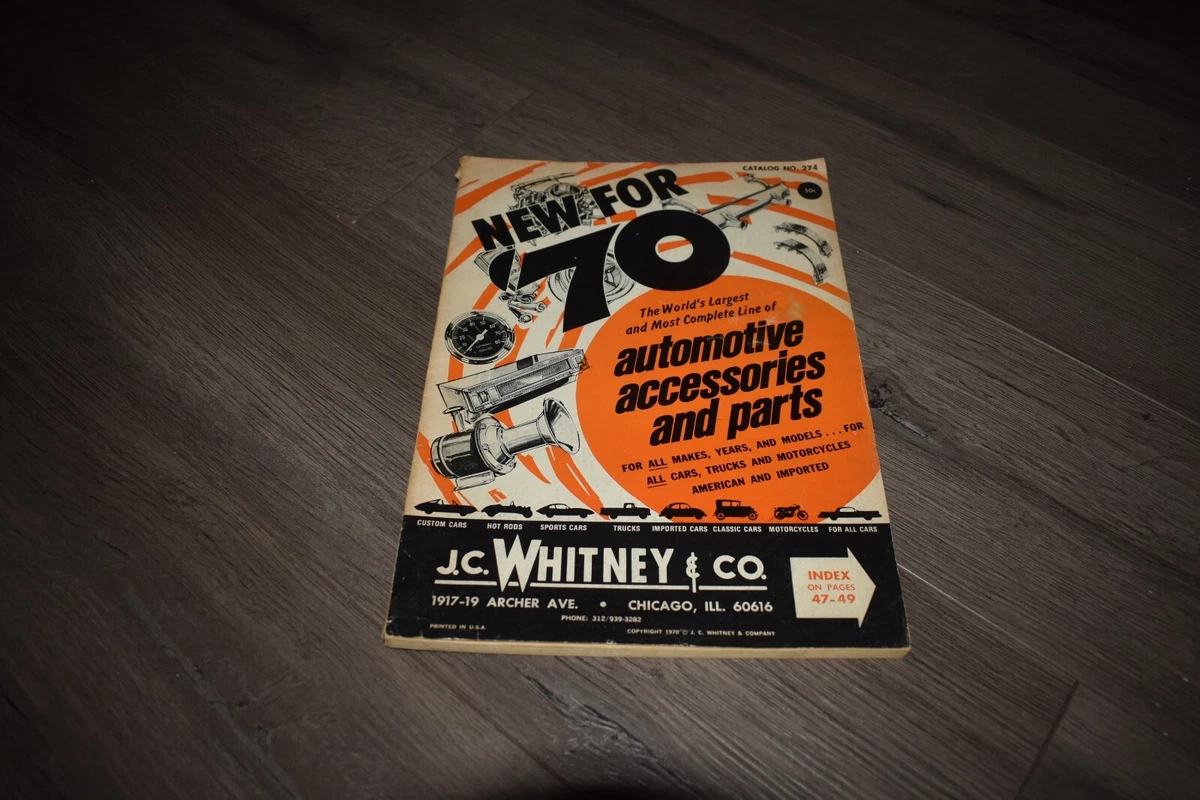 CATALOG NO. 274
50c
NEW FOR
'70
The World's Largest
and Most Complete Line of
automotive
accessories
and parts
FOR ALL MAKES, YEARS, AND MODELS...FOR
ALL CARS, TRUCKS AND MOTORCYCLES
AMERICAN AND IMPORTED
CUSTOM CARS HOT RODS SPORTS CARS TRUCKS IMPORTED CARS CLASSIC CARS MOTORCYCLES FOR ALL CARS
J.C. WHITNEY & CO.
1917-19 ARCHER AVE. • CHICAGO, ILL. 60616
PHONE: 312/939-3282
PRINTED IN U.S.A.
COPYRIGHT 1970 © J. C. WHITNEY & COMPANY
INDEX
ON PAGES
47-49